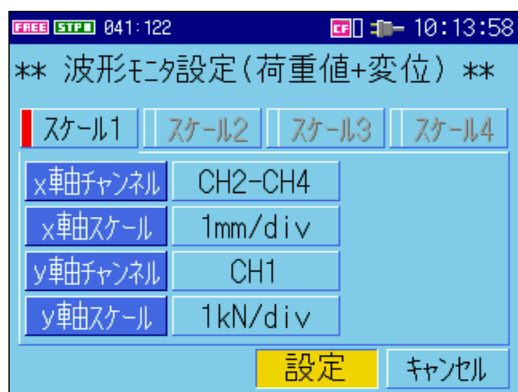 FREE STPⅡ 041:122 CF 10:13:58
** 波形ﾓﾆﾀ設定(荷重値+変位) **
ｽｹｰﾙ1 ｽｹｰﾙ2 ｽｹｰﾙ3 ｽｹｰﾙ4
x軸ﾁｬﾝﾈﾙ CH2-CH4
x軸ｽｹｰﾙ 1mm/div
y軸ﾁｬﾝﾈﾙ CH1
y軸ｽｹｰﾙ 1kN/div
設定 ｷｬﾝｾﾙ